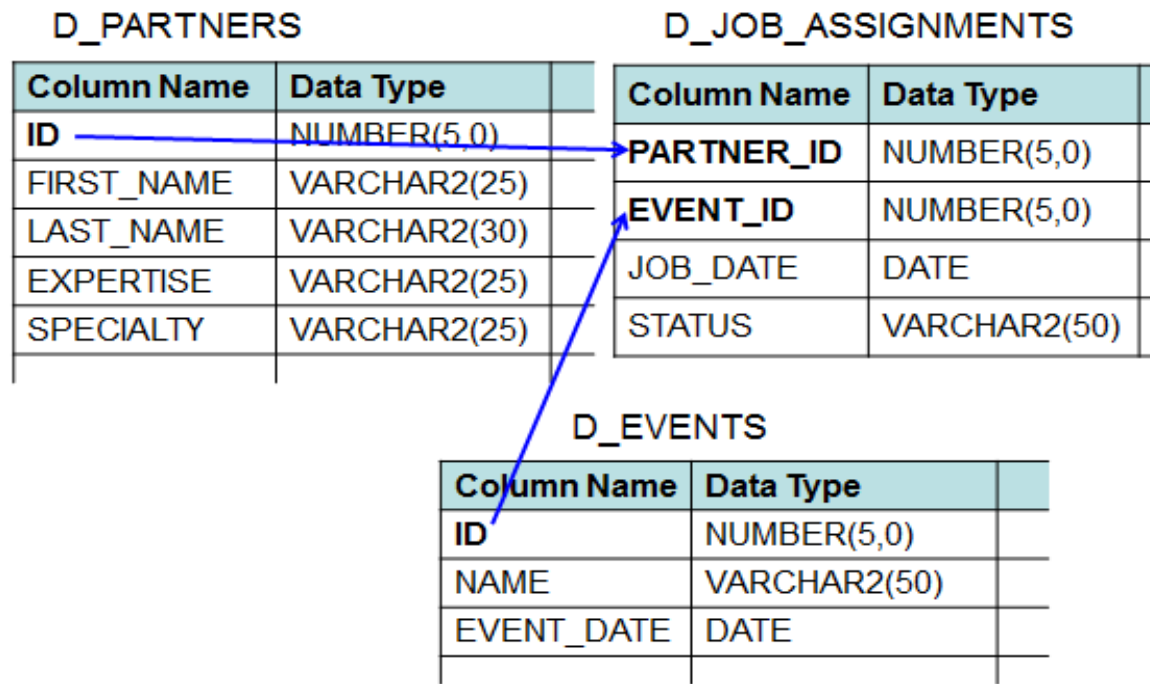 D_PARTNERS
Column Name Data Type
ID NUMBER(5,0)
FIRST_NAME VARCHAR2(25)
LAST_NAME VARCHAR2(30)
EXPERTISE VARCHAR2(25)
SPECIALTY VARCHAR2(25)
D_JOB_ASSIGNMENTS
Column Name Data Type
PARTNER_ID NUMBER(5,0)
EVENT_ID NUMBER(5,0)
JOB_DATE DATE
STATUS VARCHAR2(50)
D_EVENTS
Column Name Data Type
ID NUMBER(5,0)
NAME VARCHAR2(50)
EVENT_DATE DATE